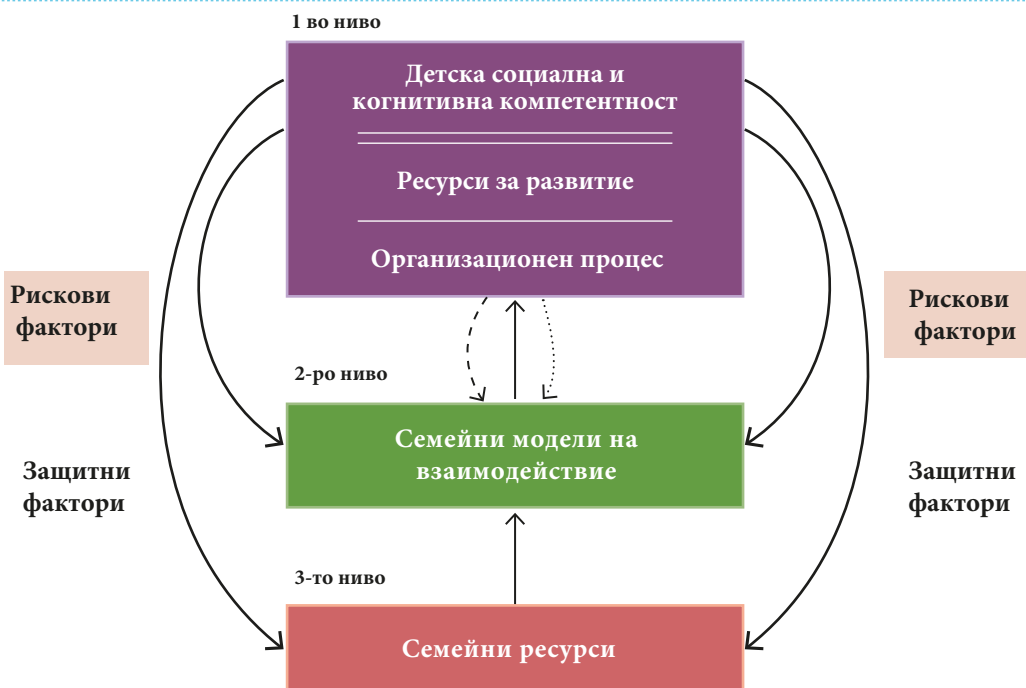 1 во ниво
Детска социална и
когнитивна компетентност
Ресурси за развитие
Организационен процес
Рискови
фактори
Рискови
фактори
2-ро ниво
Семейни модели на
взаимодействие
Защитни
фактори
Защитни
фактори
3-то ниво
Семейни ресурси